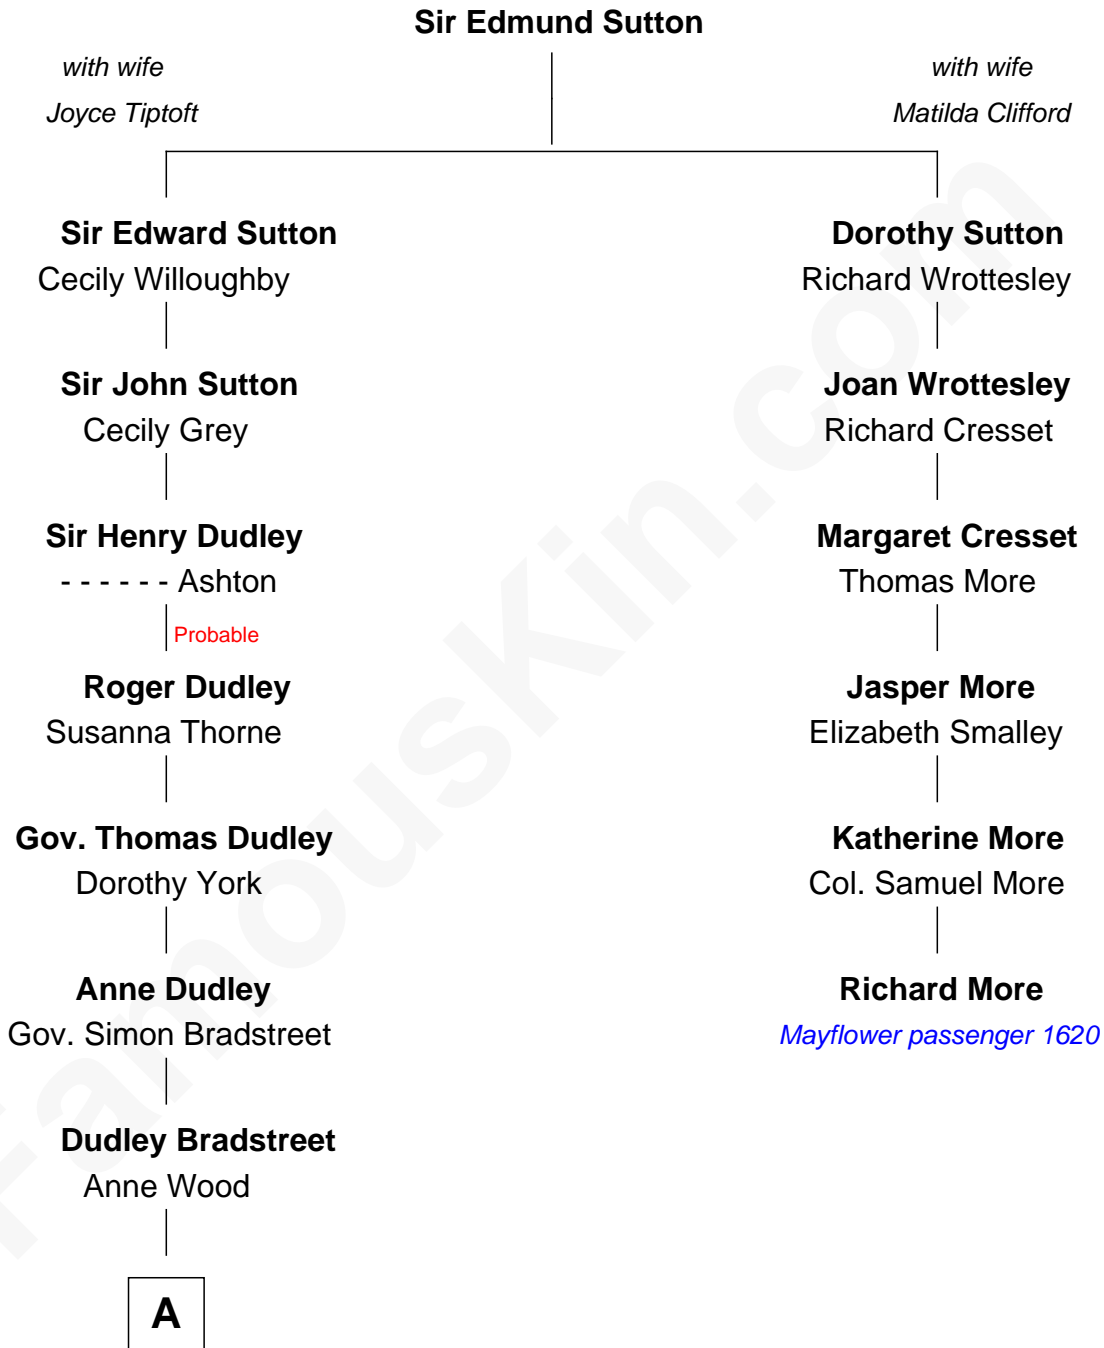 Sir Edmund Sutton
with wife
Joyce Tiptoft
with wife
Matilda Clifford
Sir Edward Sutton
Cecily Willoughby
Dorothy Sutton
Richard Wrottesley
Sir John Sutton
Cecily Grey
Joan Wrottesley
Richard Cresset
Sir Henry Dudley
- - - - - - Ashton
Probable
Margaret Cresset
Thomas More
Roger Dudley
Susanna Thorne
Jasper More
Elizabeth Smalley
Gov. Thomas Dudley
Dorothy York
Katherine More
Col. Samuel More
Anne Dudley
Gov. Simon Bradstreet
Richard More
Mayflower passenger 1620
Dudley Bradstreet
Anne Wood
A
FamousKin.com